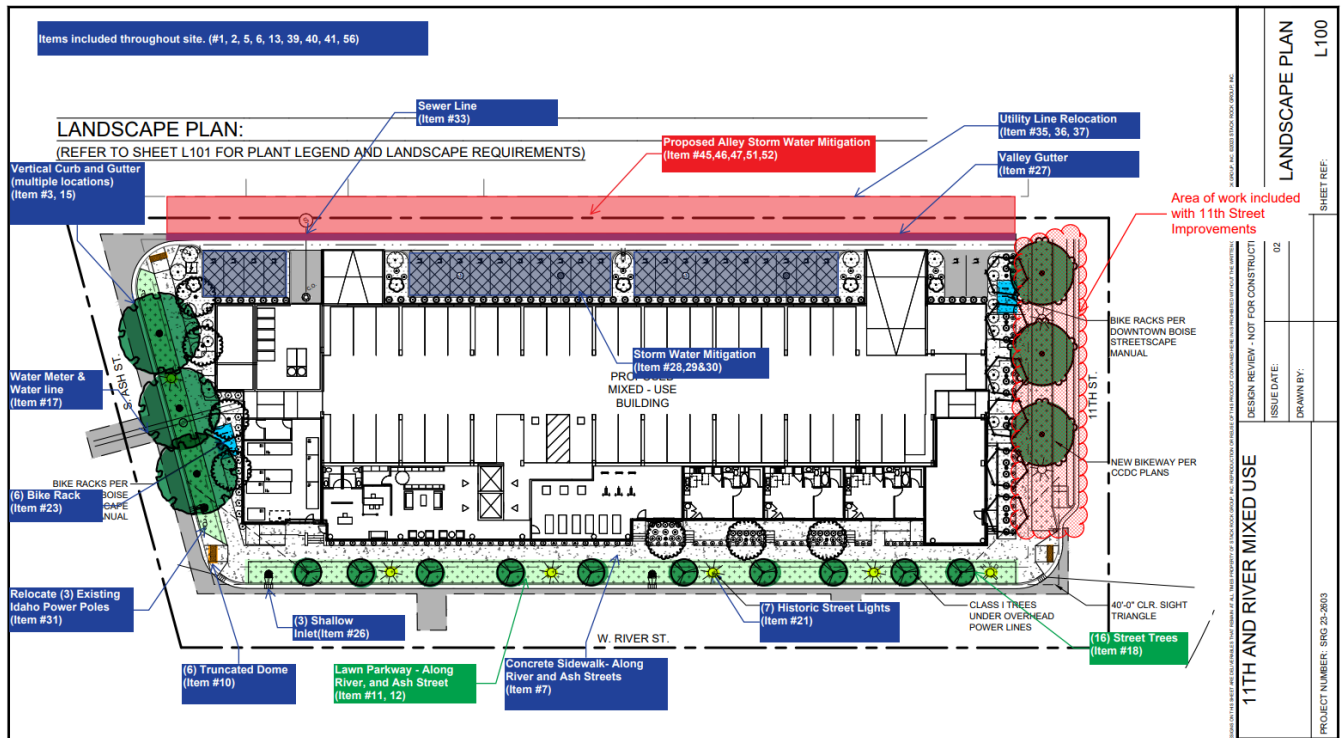 Items included throughout site. (#1, 2, 5, 6, 13, 39, 40, 41, 56)
LANDSCAPE PLAN:
(REFER TO SHEET L101 FOR PLANT LEGEND AND LANDSCAPE REQUIREMENTS)
Sewer Line
(Item #33)
Proposed Alley Storm Water Mitigation
(Item #45,46,47,51,52)
Utility Line Relocation
(Item #35, 36, 37)
Valley Gutter
(Item #27)
Vertical Curb and Gutter
(multiple locations)
(Item #3, 15)
Area of work included
with 11th Street
Improvements
BIKE RACKS PER
DOWNTOWN BOISE
STREETSCAPE
MANUAL
Storm Water Mitigation
(Item #28,29&30)
MIXED - USE
BUILDING
S. ASH ST.
11TH ST.
Water Meter &
Water line
(Item #17)
NEW BIKEWAY PER
CCDC PLANS
BIKE RACKS PER
BOISE
(6) Bike Rack
(Item #23)
Relocate (3) Existing
Idaho Power Poles
(Item #31)
(3) Shallow
Inlet(Item #26)
(7) Historic Street Lights
(Item #21)
CLASS I TREES
UNDER OVERHEAD
POWER LINES
40'-0" CLR. SIGHT
TRIANGLE
W. RIVER ST.
(16) Street Trees
(Item #18)
(6) Truncated Dome
(Item #10)
Lawn Parkway - Along
River, and Ash Street
(Item #11, 12)
Concrete Sidewalk- Along
River and Ash Streets
(Item #7)
11TH AND RIVER MIXED USE
PROJECT NUMBER: SRG 23-2603
DESIGN REVIEW - NOT FOR CONSTRUCTI
ISSUE DATE:
02
DRAWN BY:
LANDSCAPE PLAN
SHEET REF:
L100